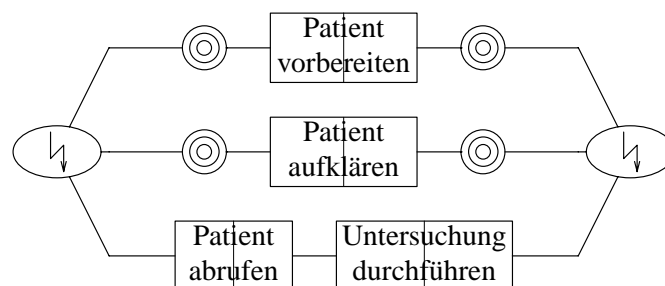 Patient
vorbereiten
Patient
aufklären
Patient
abrufen
Untersuchung
durchführen